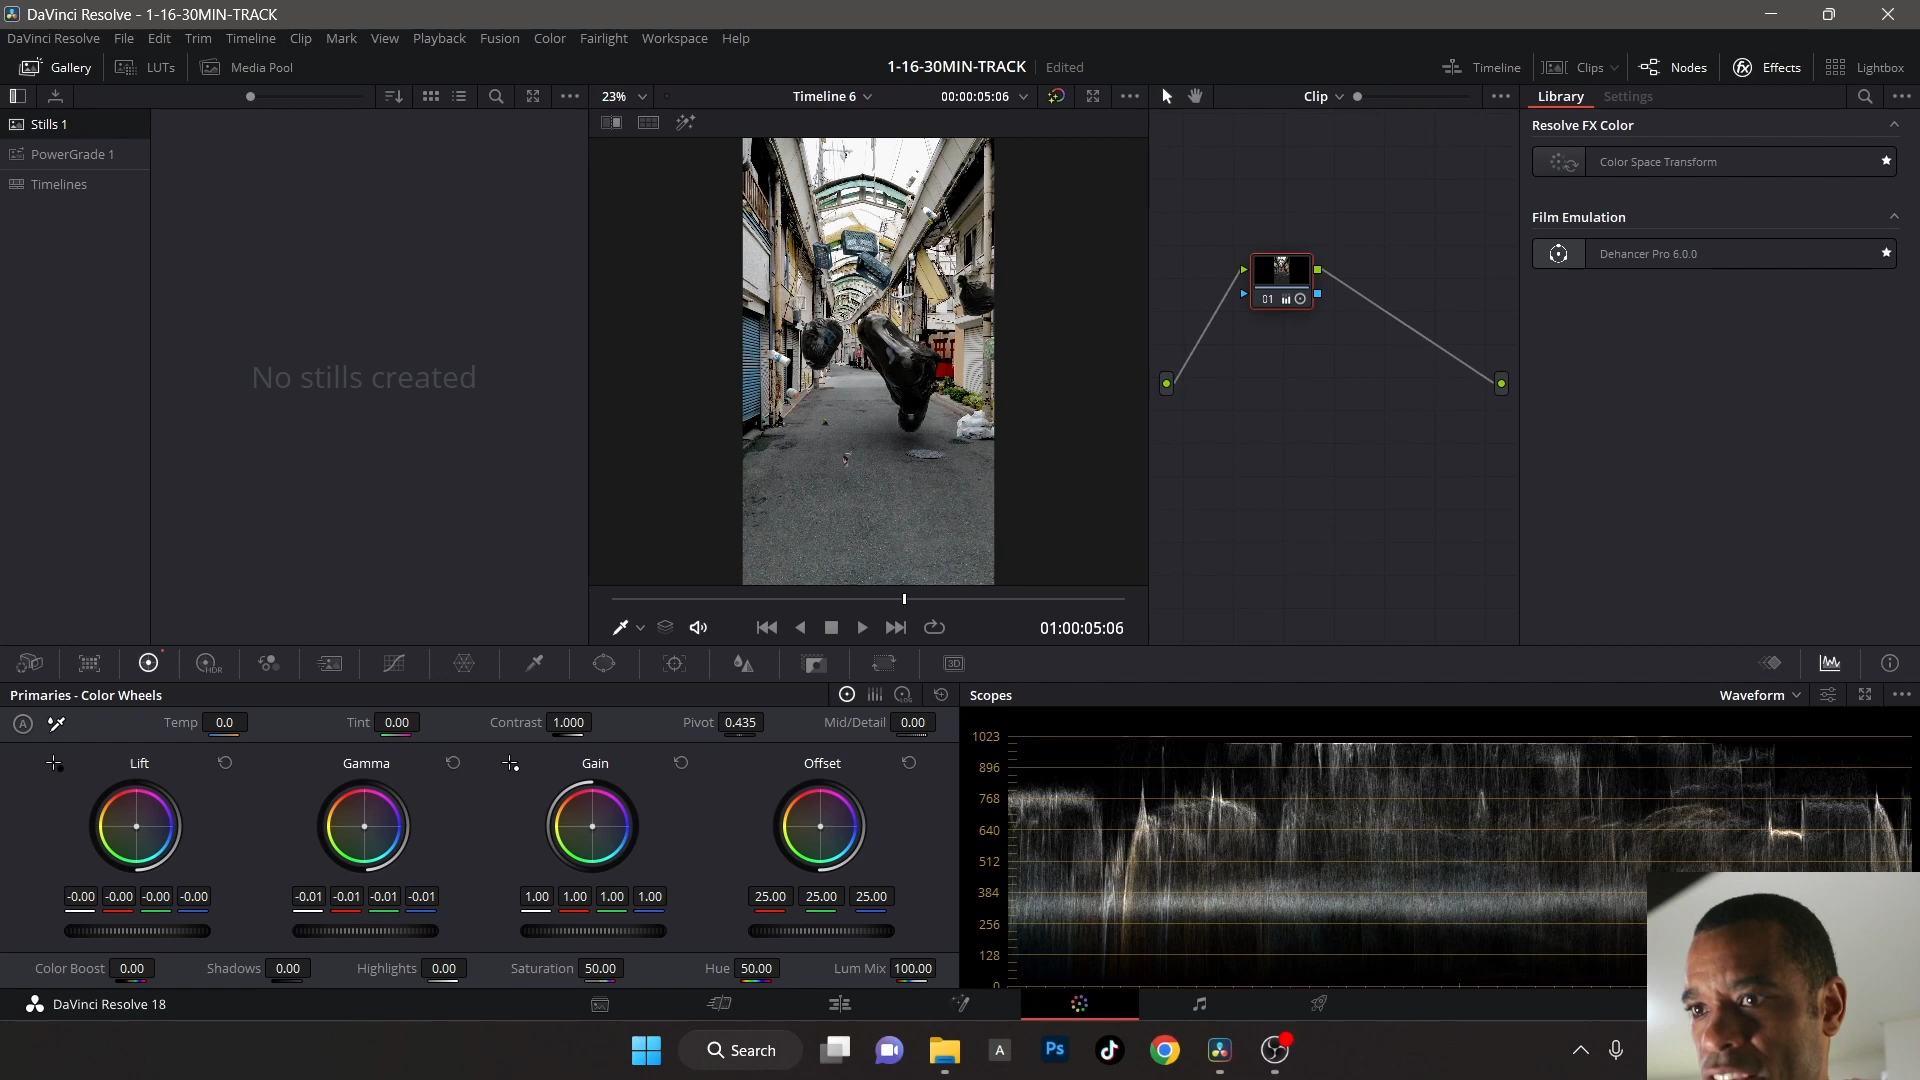 DaVinci Resolve - 1-16-30MIN-TRACK
DaVinci Resolve File Edit Trim Timeline Clip Mark View Playback Fusion Color Fairlight Workspace Help
Gallery LUTs Media Pool 1-16-30MIN-TRACK Edited Timeline Clips Nodes Effects Lightbox
23% Timeline 6 00:00:05:06 Clip Library Settings
Stills 1
PowerGrade 1
Timelines
No stills created
Resolve FX Color
Color Space Transform
Film Emulation
Dehancer Pro 6.0.0
01
01:00:05:06
HDR
3D
Primaries - Color Wheels
LOG
Scopes Waveform
A Temp 0.0 Tint 0.00 Contrast 1.000 Pivot 0.435 Mid/Detail 0.00
Lift Gamma Gain Offset
-0.00 -0.00 -0.00 -0.00 -0.01 -0.01 -0.01 -0.01 1.00 1.00 1.00 1.00 25.00 25.00 25.00
Color Boost 0.00 Shadows 0.00 Highlights 0.00 Saturation 50.00 Hue 50.00 Lum Mix 100.00
1023
896
768
640
512
384
256
128
0
DaVinci Resolve 18
Search A Ps